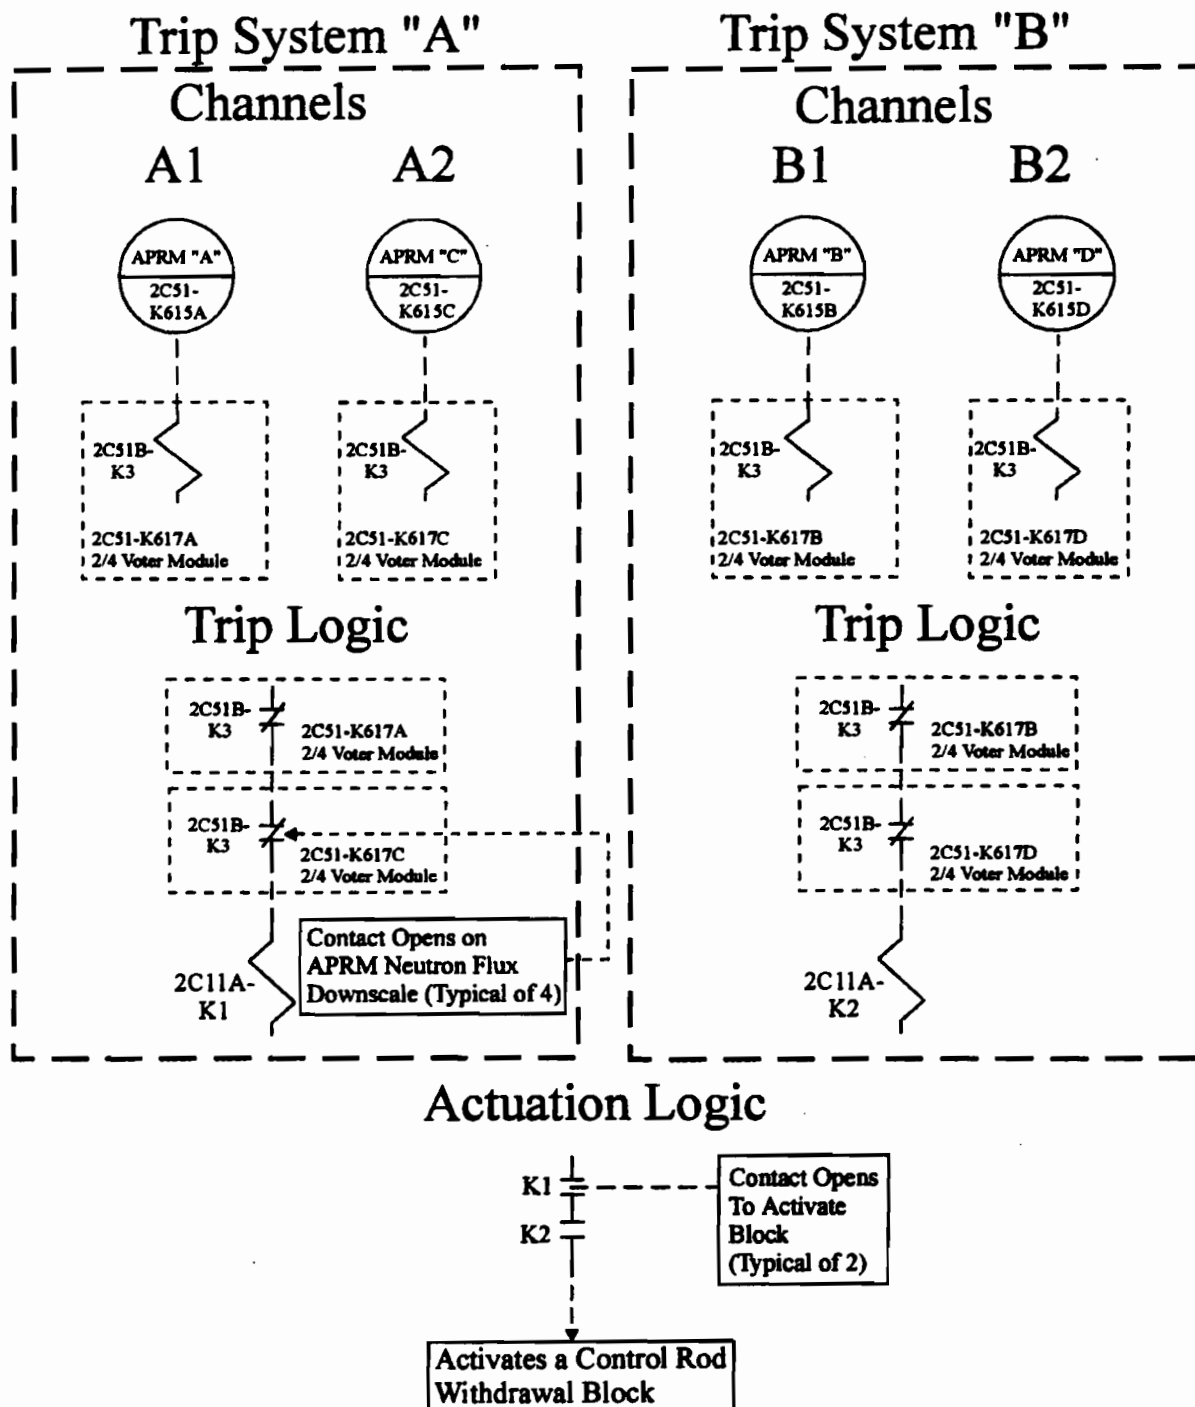 Trip System "A"
Trip System "B"
Channels
Channels
A1
A2
B1
B2
APRM "A"
2C51-
K615A
APRM "C"
2C51-
K615C
APRM "B"
2C51-
K615B
APRM "D"
2C51-
K615D
2C51B-
K3
2C51-K617A
2/4 Voter Module
2C51B-
K3
2C51-K617C
2/4 Voter Module
2C51B-
K3
2C51-K617B
2/4 Voter Module
2C51B-
K3
2C51-K617D
2/4 Voter Module
Trip Logic
Trip Logic
2C51B-
K3
2C51-K617A
2/4 Voter Module
2C51B-
K3
2C51-K617B
2/4 Voter Module
2C51B-
K3
2C51-K617C
2/4 Voter Module
2C51B-
K3
2C51-K617D
2/4 Voter Module
Contact Opens on
APRM Neutron Flux
Downscale (Typical of 4)
2C11A-
K1
2C11A-
K2
Actuation Logic
K1
K2
Contact Opens
To Activate
Block
(Typical of 2)
Activates a Control Rod
Withdrawal Block